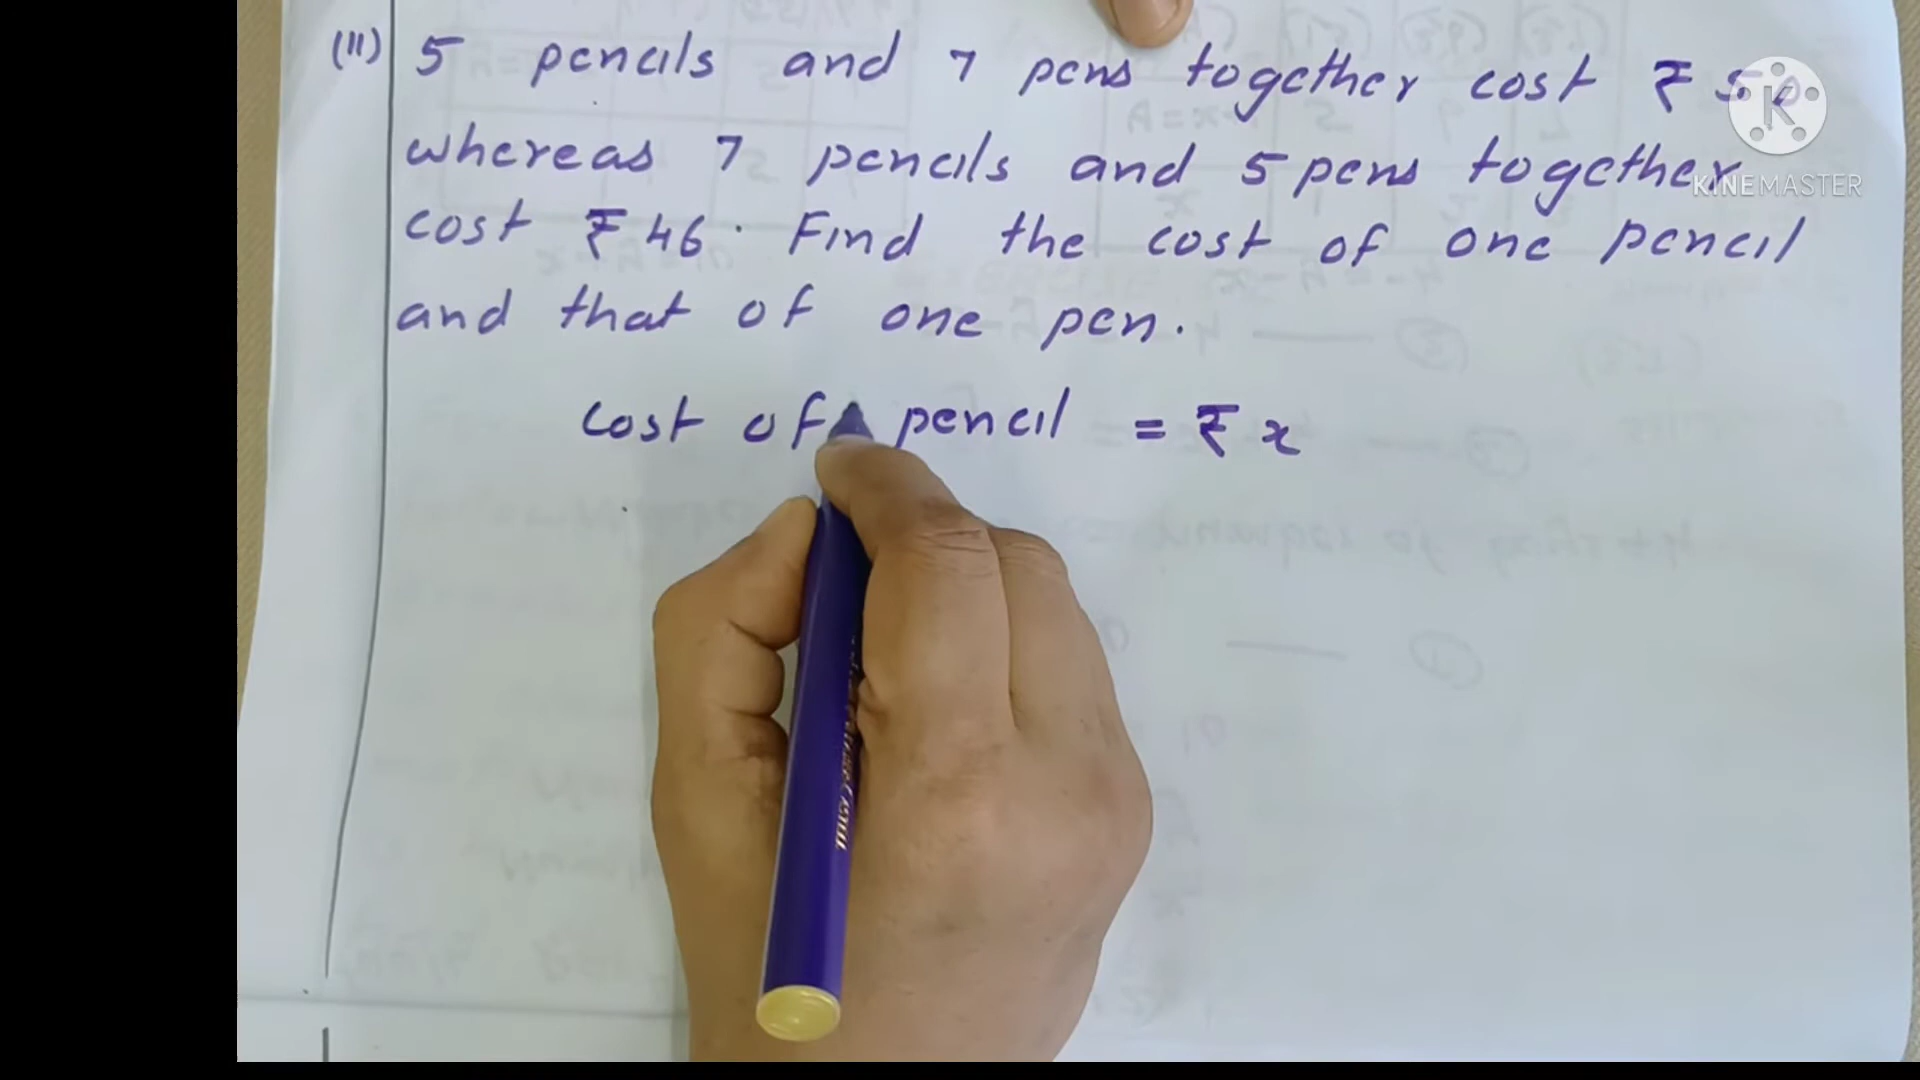 (II) 5 pencils and 7 pens together cost ₹ 50
whereas 7 pencils and 5 pens together
cost ₹ 46. Find the cost of one pencil
and that of one pen.
cost of pencil = ₹ x
KINEMASTER